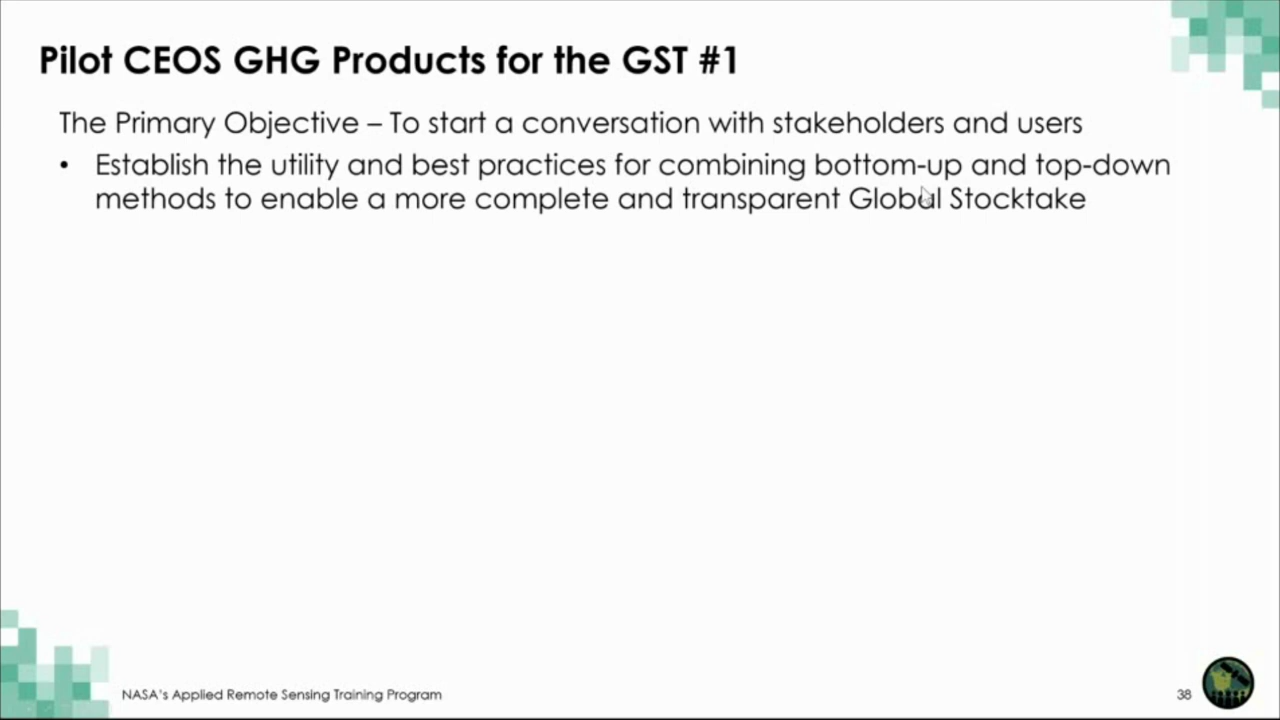 Pilot CEOS GHG Products for the GST #1
The Primary Objective – To start a conversation with stakeholders and users
• Establish the utility and best practices for combining bottom-up and top-down
methods to enable a more complete and transparent Global Stocktake
NASA's Applied Remote Sensing Training Program
38